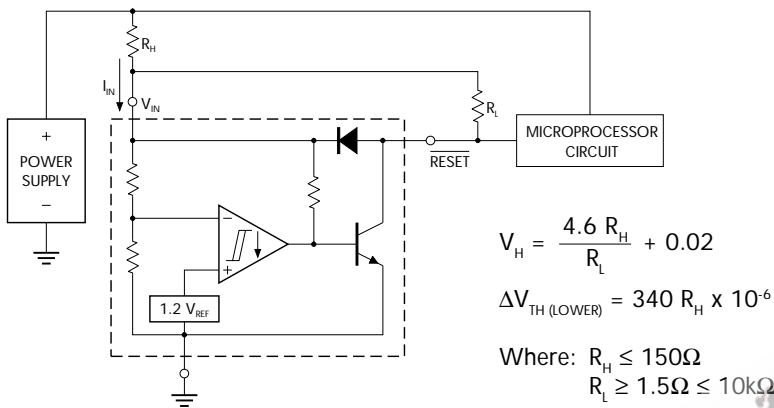 R_H
I_IN
V_IN
R_L
+
POWER
SUPPLY
−
RESET
MICROPROCESSOR
CIRCUIT
−
+
1.2 V_REF
V_H = 4.6 R_H / R_L + 0.02
ΔV_TH (LOWER) = 340 R_H x 10^-6
Where: R_H ≤ 150Ω
R_L ≥ 1.5Ω ≤ 10kΩ